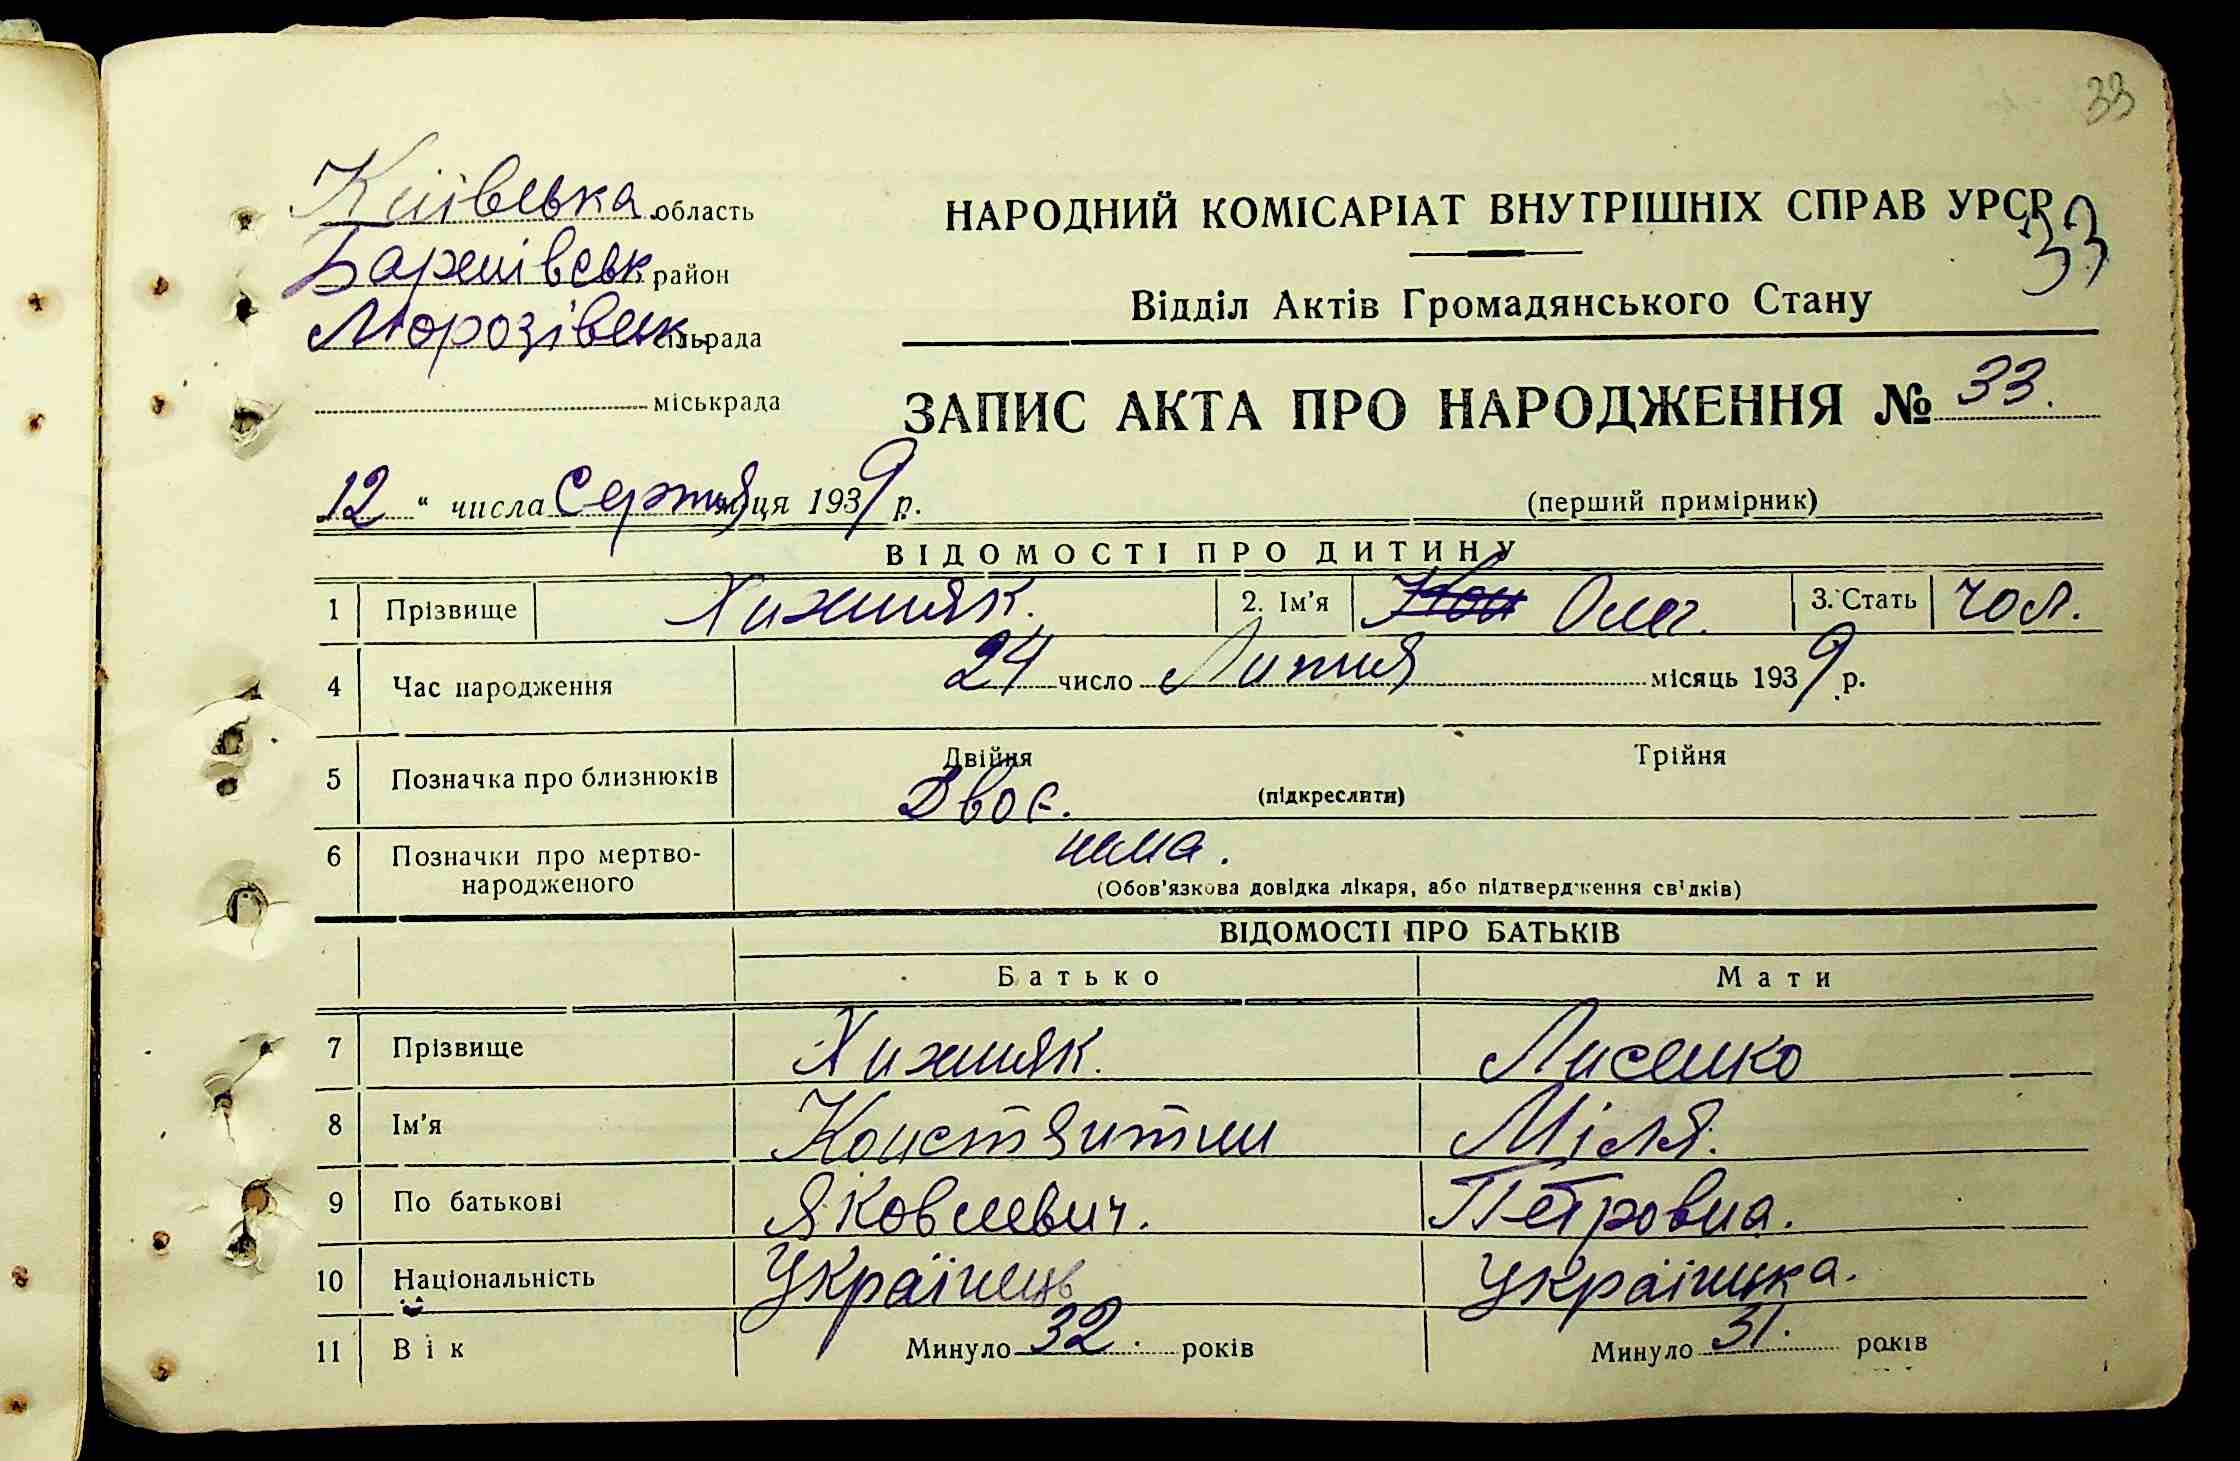 33
Київська область
Баришівськ район
Морозівськ сільрада
міськрада
НАРОДНИЙ КОМІСАРІАТ ВНУТРІШНІХ СПРАВ УРСР
33
Відділ Актів Громадянського Стану
ЗАПИС АКТА ПРО НАРОДЖЕННЯ № 33.
12 " числа Серпня м-ця 1939 р.
(перший примірник)
ВІДОМОСТІ ПРО ДИТИНУ
1 Прізвище Хижняк. 2. Ім'я Олег. 3. Стать чол.
4 Час народження 24 число Липня місяць 1939 р.
5 Позначка про близнюків Двійня Трійня
Двоє. (підкреслити)
6 Позначки про мертво- нема.
народженого (Обов'язкова довідка лікаря, або підтвердження свідків)
ВІДОМОСТІ ПРО БАТЬКІВ
Батько Мати
7 Прізвище Хижняк. Лисенко
8 Ім'я Констянтин Міля.
9 По батькові Яковлевич. Петровна.
10 Національність Українець Українка.
11 Вік Минуло 32. років Минуло 31. років